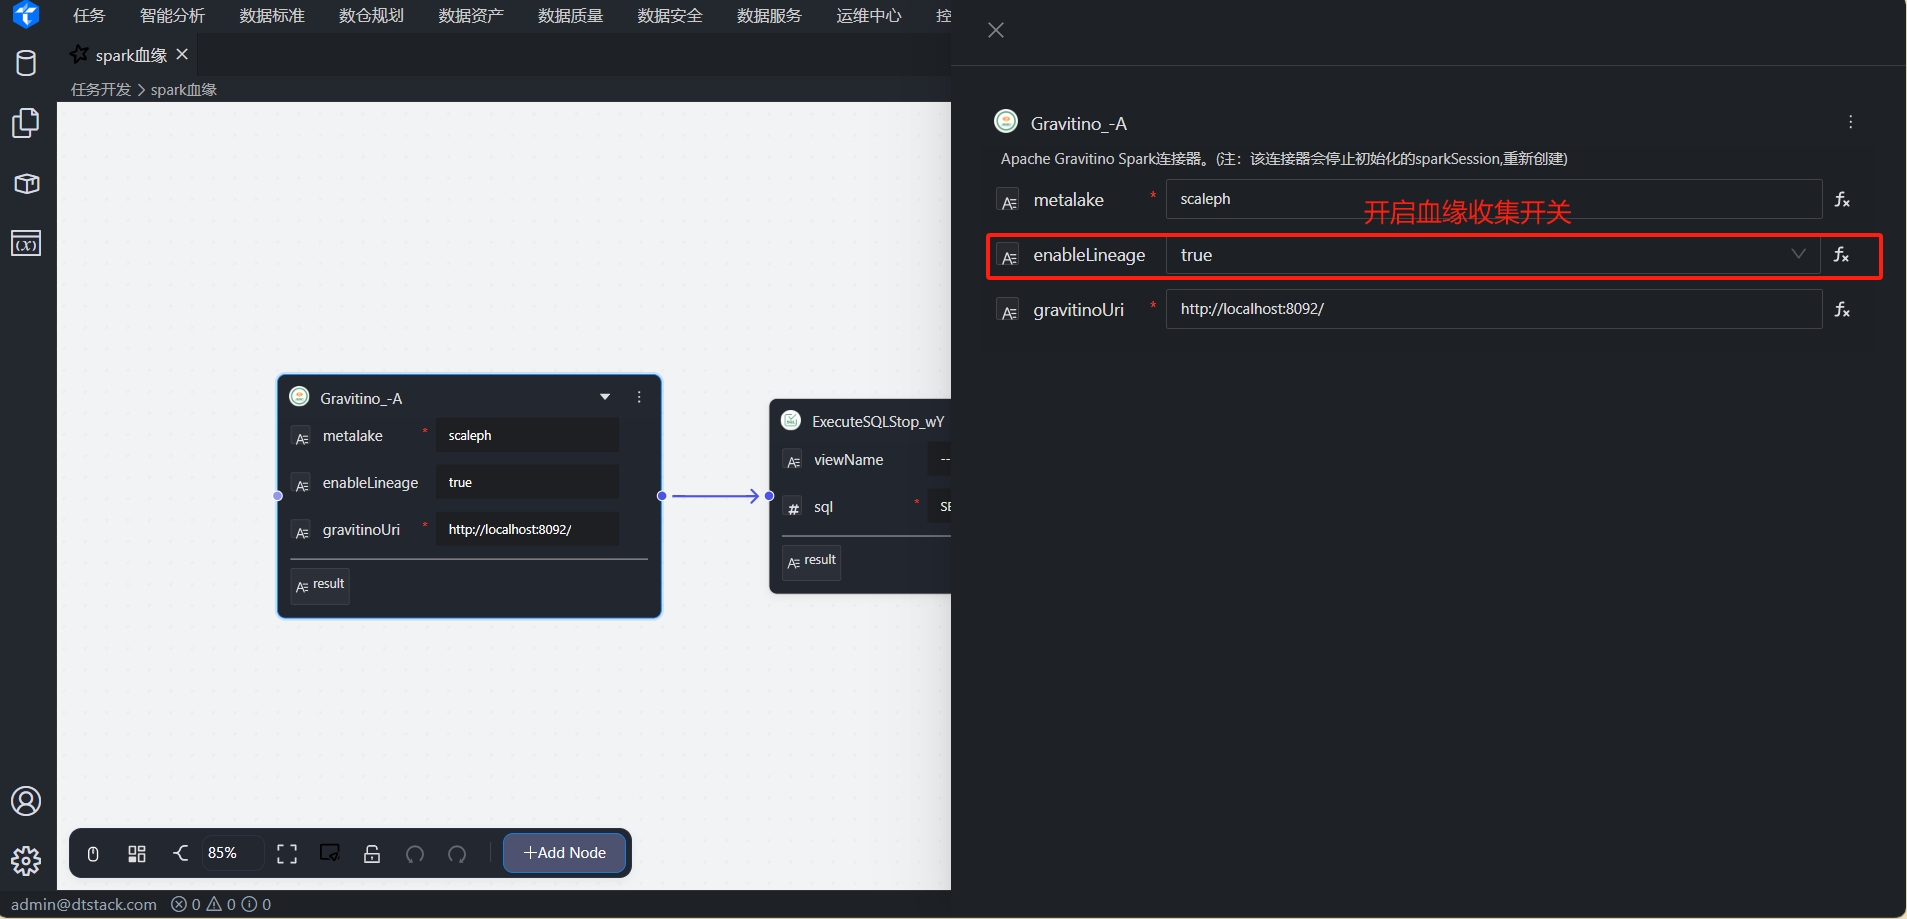 任务 智能分析 数据标准 数仓规划 数据资产 数据质量 数据安全 数据服务 运维中心 控
spark血缘
任务开发 > spark血缘
Gravitino_-A
metalake * scaleph
enableLineage true
gravitinoUri * http://localhost:8092/
result
ExecuteSQLStop_wY
viewName --
sql * SE
result
85%
+Add Node
admin@dtstack.com 0 0 0
Gravitino_-A
Apache Gravitino Spark连接器。(注：该连接器会停止初始化的sparkSession,重新创建)
metalake * scaleph
开启血缘收集开关
enableLineage true
gravitinoUri * http://localhost:8092/